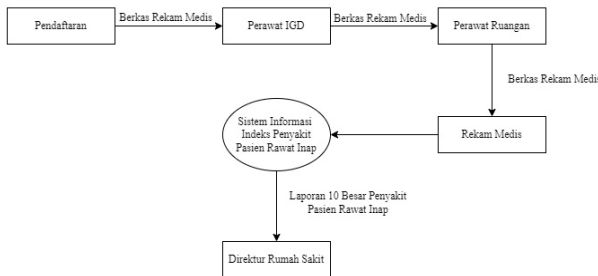 Pendaftaran
Berkas Rekam Medis
Perawat IGD
Berkas Rekam Medis
Perawat Ruangan
Berkas Rekam Medis
Sistem Informasi
Indeks Penyakit
Pasien Rawat Inap
Rekam Medis
Laporan 10 Besar Penyakit
Pasien Rawat Inap
Direktur Rumah Sakit